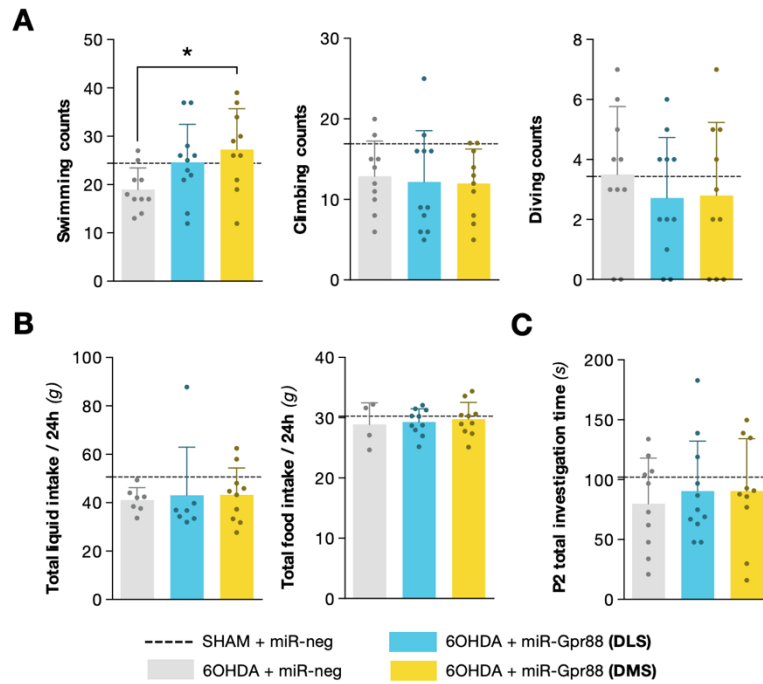 A
Swimming counts
50
40
30
20
10
0
*
Climbing counts
30
20
10
0
Diving counts
8
6
4
2
0
B
Total liquid intake / 24h (g)
100
80
60
40
20
0
Total food intake / 24h (g)
40
30
20
10
0
C
P2 total investigation time (s)
200
150
100
50
0
SHAM + miR-neg
6OHDA + miR-neg
6OHDA + miR-Gpr88 (DLS)
6OHDA + miR-Gpr88 (DMS)